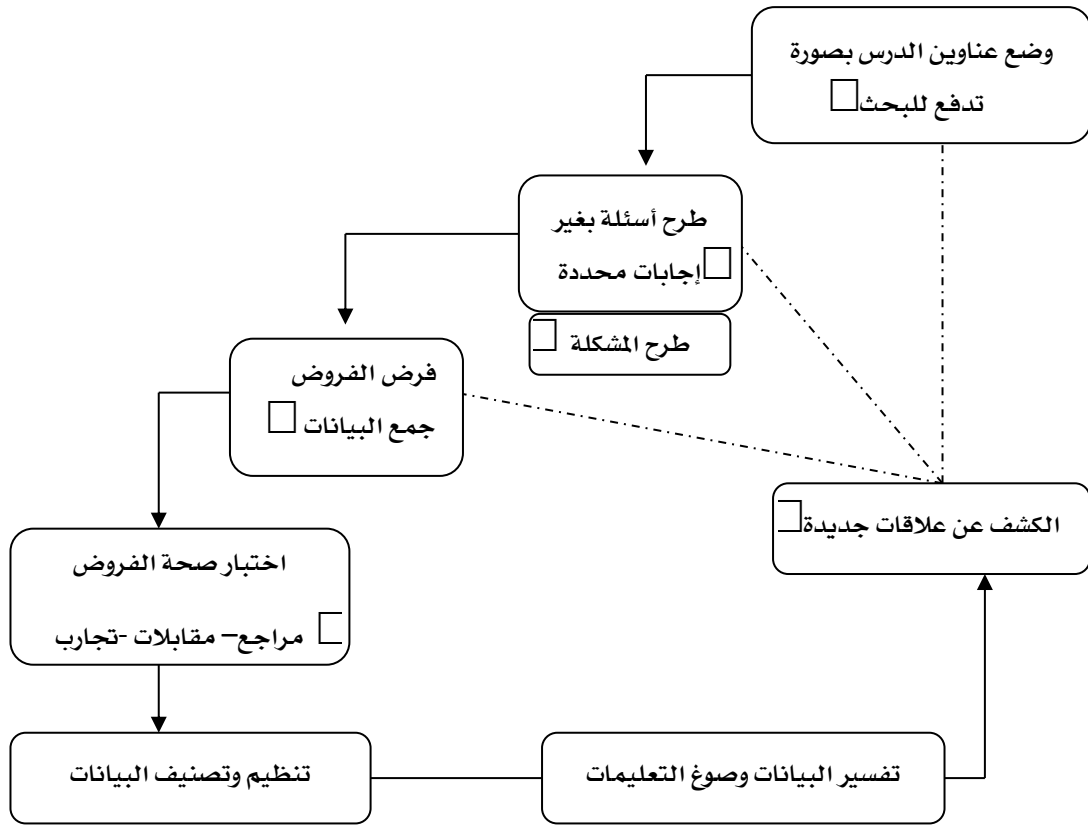 وضع عناوين الدرس بصورة
تدفع للبحث
طرح أسئلة بغير
إجابات محددة
طرح المشكلة
فرض الفروض
جمع البيانات
اختبار صحة الفروض
مراجع– مقابلات -تجارب
تنظيم وتصنيف البيانات
تفسير البيانات وصوغ التعليمات
الكشف عن علاقات جديدة